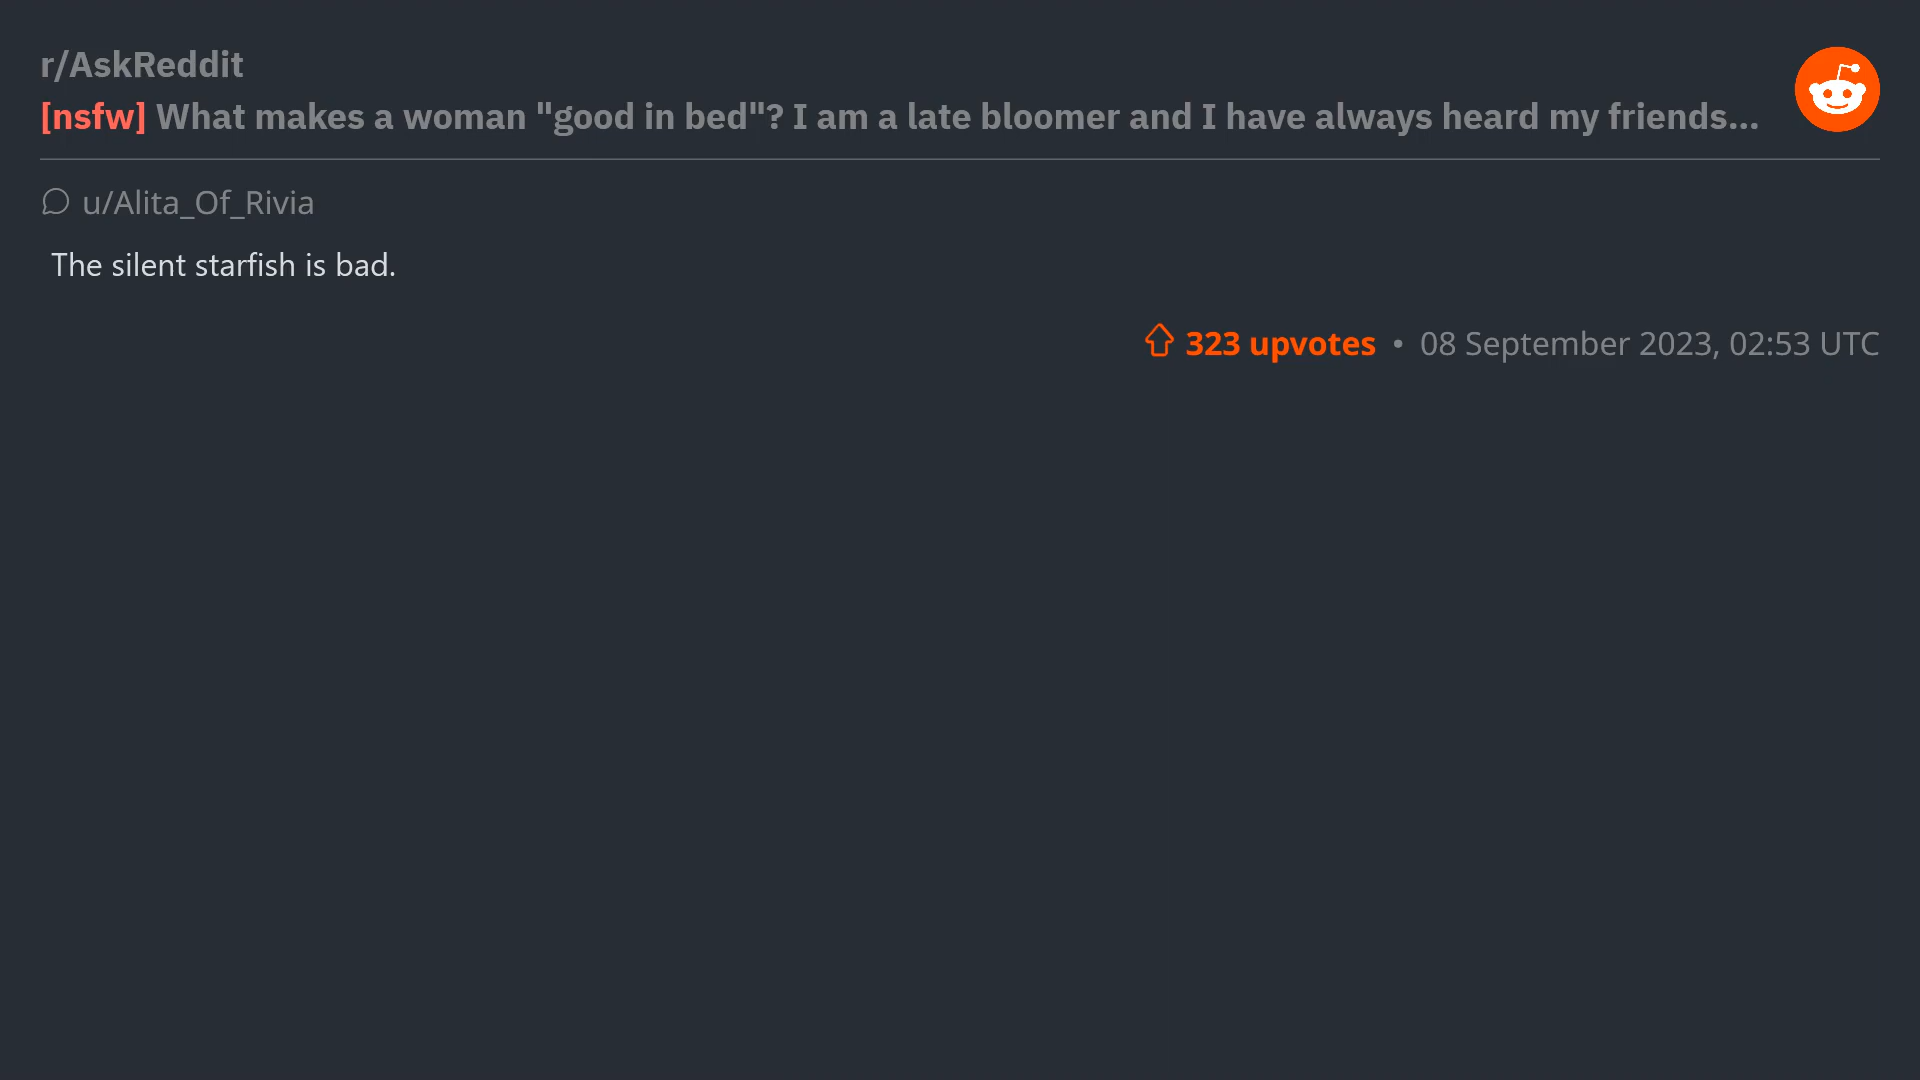 r/AskReddit
[nsfw] What makes a woman "good in bed"? I am a late bloomer and I have always heard my friends...
u/Alita_Of_Rivia
The silent starfish is bad.
323 upvotes • 08 September 2023, 02:53 UTC